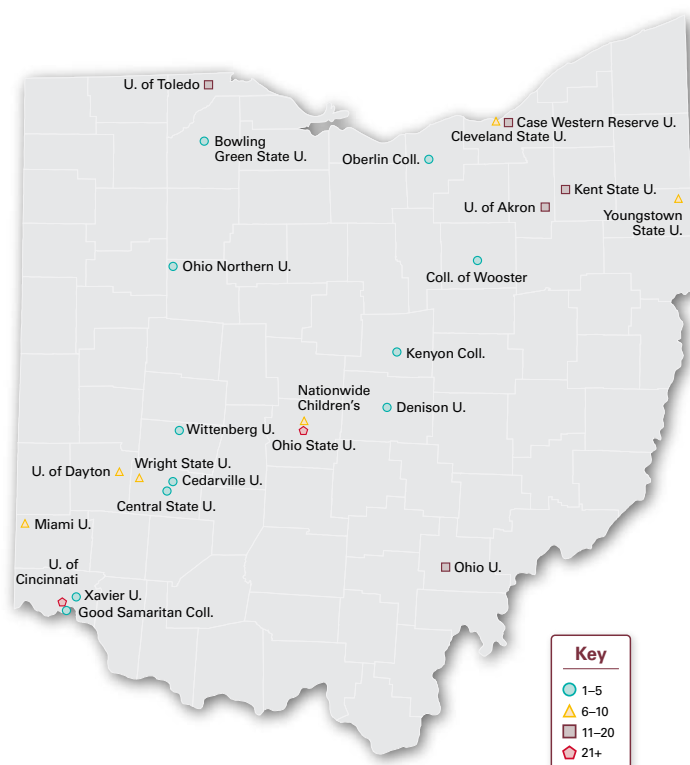 U. of Toledo
Case Western Reserve U.
Cleveland State U.
Bowling
Green State U.
Oberlin Coll.
Kent State U.
U. of Akron
Youngstown
State U.
Ohio Northern U.
Coll. of Wooster
Kenyon Coll.
Nationwide
Children's
Denison U.
Wittenberg U.
Ohio State U.
Wright State U.
U. of Dayton
Cedarville U.
Central State U.
Miami U.
Ohio U.
U. of
Cincinnati
Xavier U.
Good Samaritan Coll.
Key
1–5
6–10
11–20
21+